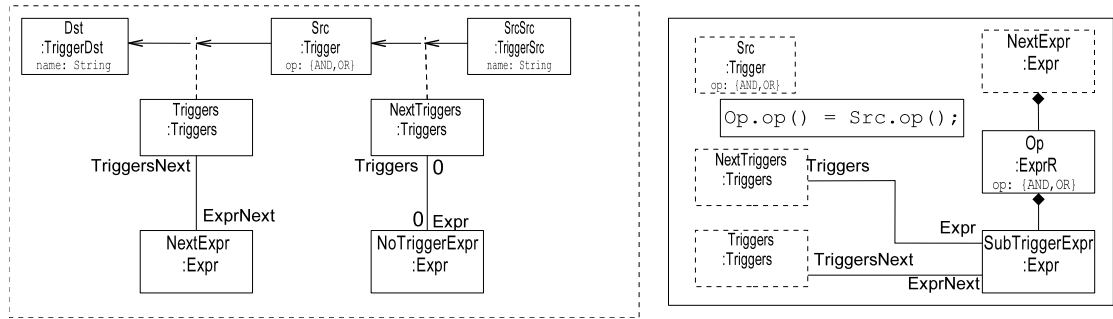 Dst
:TriggerDst
name: String
Src
:Trigger
op: {AND,OR}
SrcSrc
:TriggerSrc
name: String
Triggers
:Triggers
NextTriggers
:Triggers
TriggersNext
Triggers 0
ExprNext
0 Expr
NextExpr
:Expr
NoTriggerExpr
:Expr
Src
:Trigger
op: {AND,OR}
NextExpr
:Expr
Op.op() = Src.op();
Op
:ExprR
op: {AND,OR}
NextTriggers
:Triggers
Triggers
Expr
Triggers
:Triggers
TriggersNext
ExprNext
SubTriggerExpr
:Expr